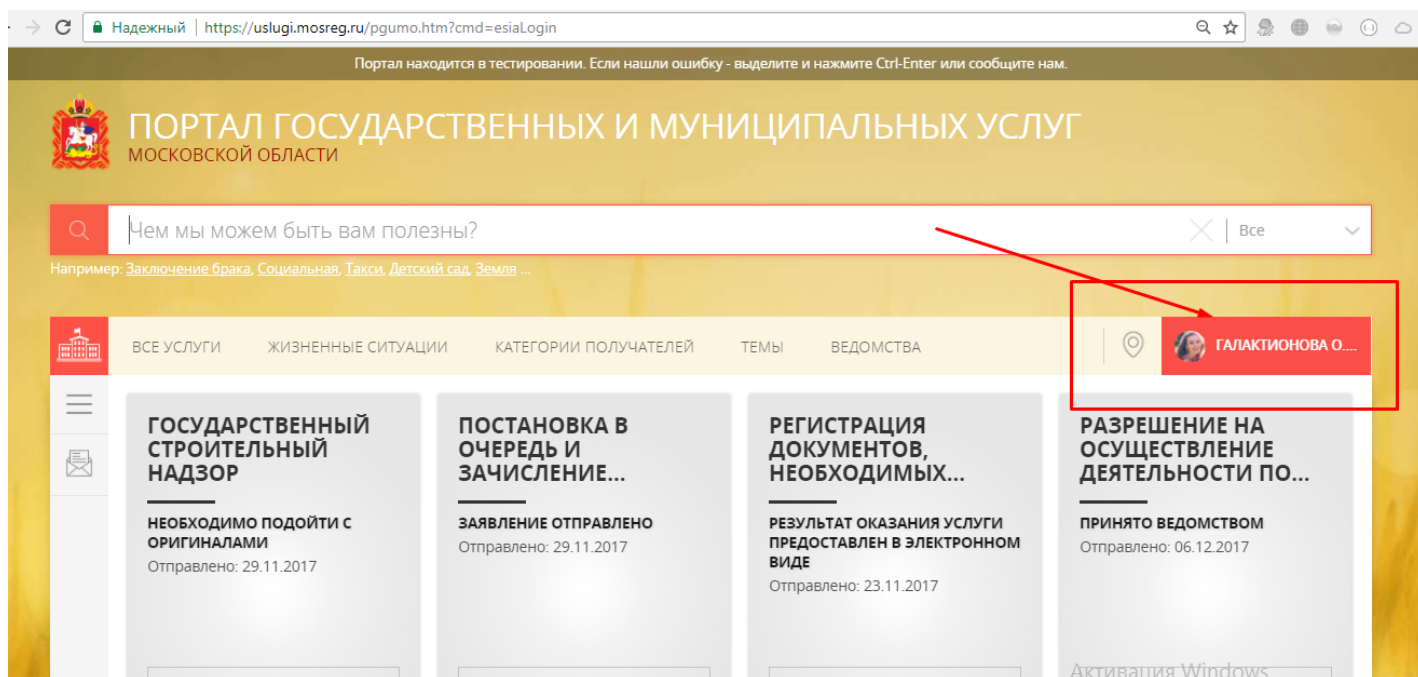 Надежный | https://uslugi.mosreg.ru/pgumo.htm?cmd=esiaLogin
Портал находится в тестировании. Если нашли ошибку - выделите и нажмите Ctrl-Enter или сообщите нам.
ПОРТАЛ ГОСУДАРСТВЕННЫХ И МУНИЦИПАЛЬНЫХ УСЛУГ
МОСКОВСКОЙ ОБЛАСТИ
Чем мы можем быть вам полезны?
Все
Например: Заключение брака, Социальная, Такси, Детский сад, Земля ...
ВСЕ УСЛУГИ ЖИЗНЕННЫЕ СИТУАЦИИ КАТЕГОРИИ ПОЛУЧАТЕЛЕЙ ТЕМЫ ВЕДОМСТВА ГАЛАКТИОНОВА О....
ГОСУДАРСТВЕННЫЙ
СТРОИТЕЛЬНЫЙ
НАДЗОР
НЕОБХОДИМО ПОДОЙТИ С
ОРИГИНАЛАМИ
Отправлено: 29.11.2017
ПОСТАНОВКА В
ОЧЕРЕДЬ И
ЗАЧИСЛЕНИЕ...
ЗАЯВЛЕНИЕ ОТПРАВЛЕНО
Отправлено: 29.11.2017
РЕГИСТРАЦИЯ
ДОКУМЕНТОВ,
НЕОБХОДИМЫХ...
РЕЗУЛЬТАТ ОКАЗАНИЯ УСЛУГИ
ПРЕДОСТАВЛЕН В ЭЛЕКТРОННОМ
ВИДЕ
Отправлено: 23.11.2017
РАЗРЕШЕНИЕ НА
ОСУЩЕСТВЛЕНИЕ
ДЕЯТЕЛЬНОСТИ ПО...
ПРИНЯТО ВЕДОМСТВОМ
Отправлено: 06.12.2017
Активация Windows